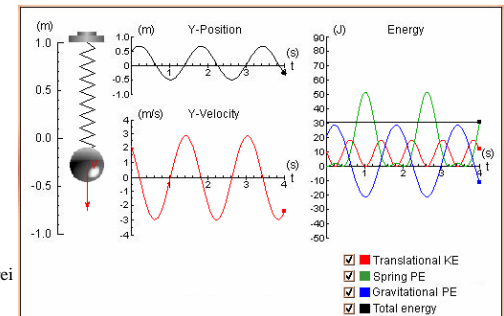 (m)
1.0
0.5
0.0
-0.5
-1.0
(m) Y-Position
1.0
0.5
0.0
0.5
1.0
1 2 3 4
(s)
t
(m/s) Y-Velocity
4
3
2
1
0
-1
-2
-3
-4
1 2 3 4
(s)
t
(J) Energy
90
80
70
60
50
40
30
20
10
0
-10
-20
-30
-40
-50
1 2 3 4
(s)
t
rei
Translational KE
Spring PE
Gravitational PE
Total energy